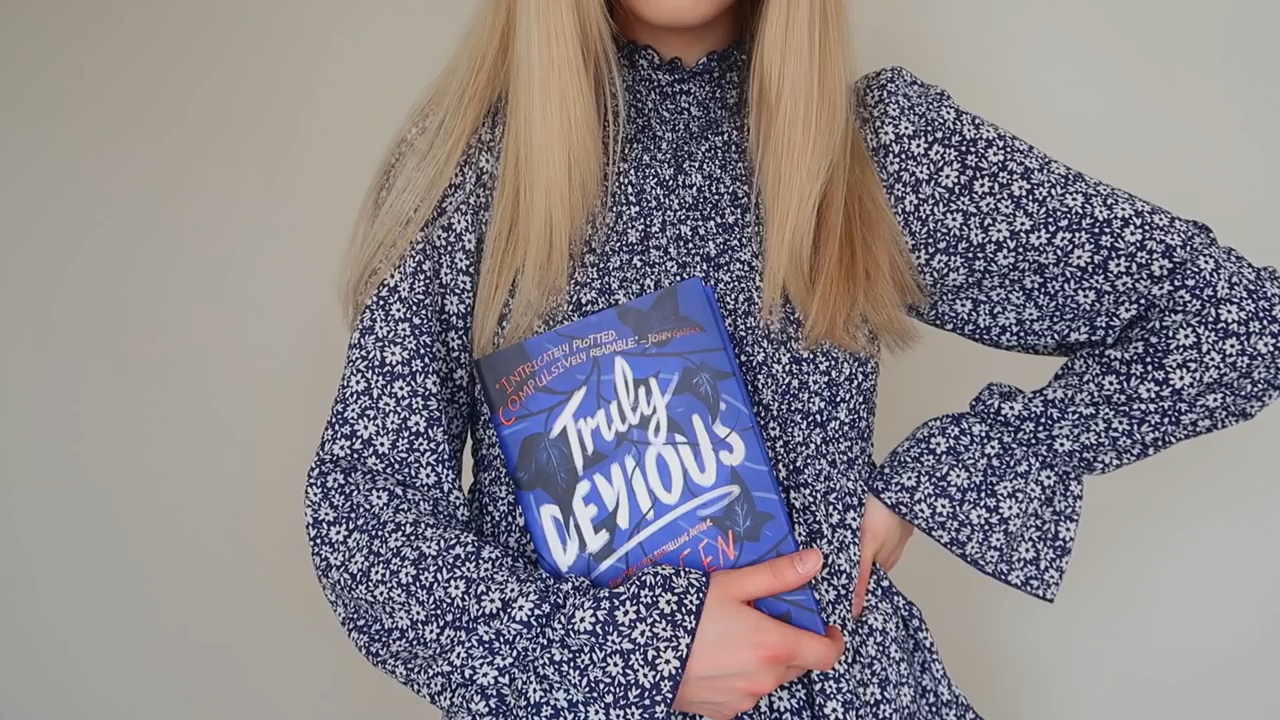 "INTRICATELY PLOTTED.
COMPULSIVELY READABLE." –JOHN GREEN
Truly
DEVIOUS
BESTSELLING AUTHOR